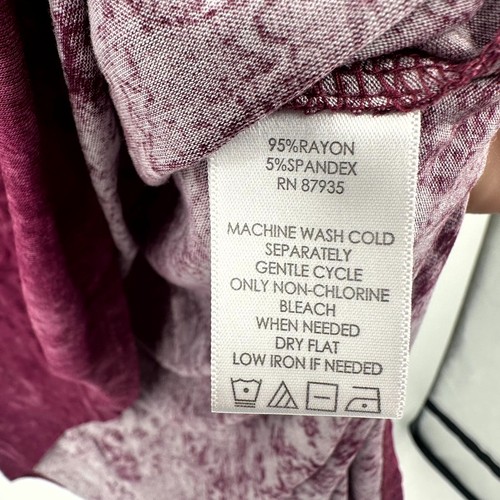 95%RAYON
5%SPANDEX
RN 87935
MACHINE WASH COLD
SEPARATELY
GENTLE CYCLE
ONLY NON-CHLORINE
BLEACH
WHEN NEEDED
DRY FLAT
LOW IRON IF NEEDED